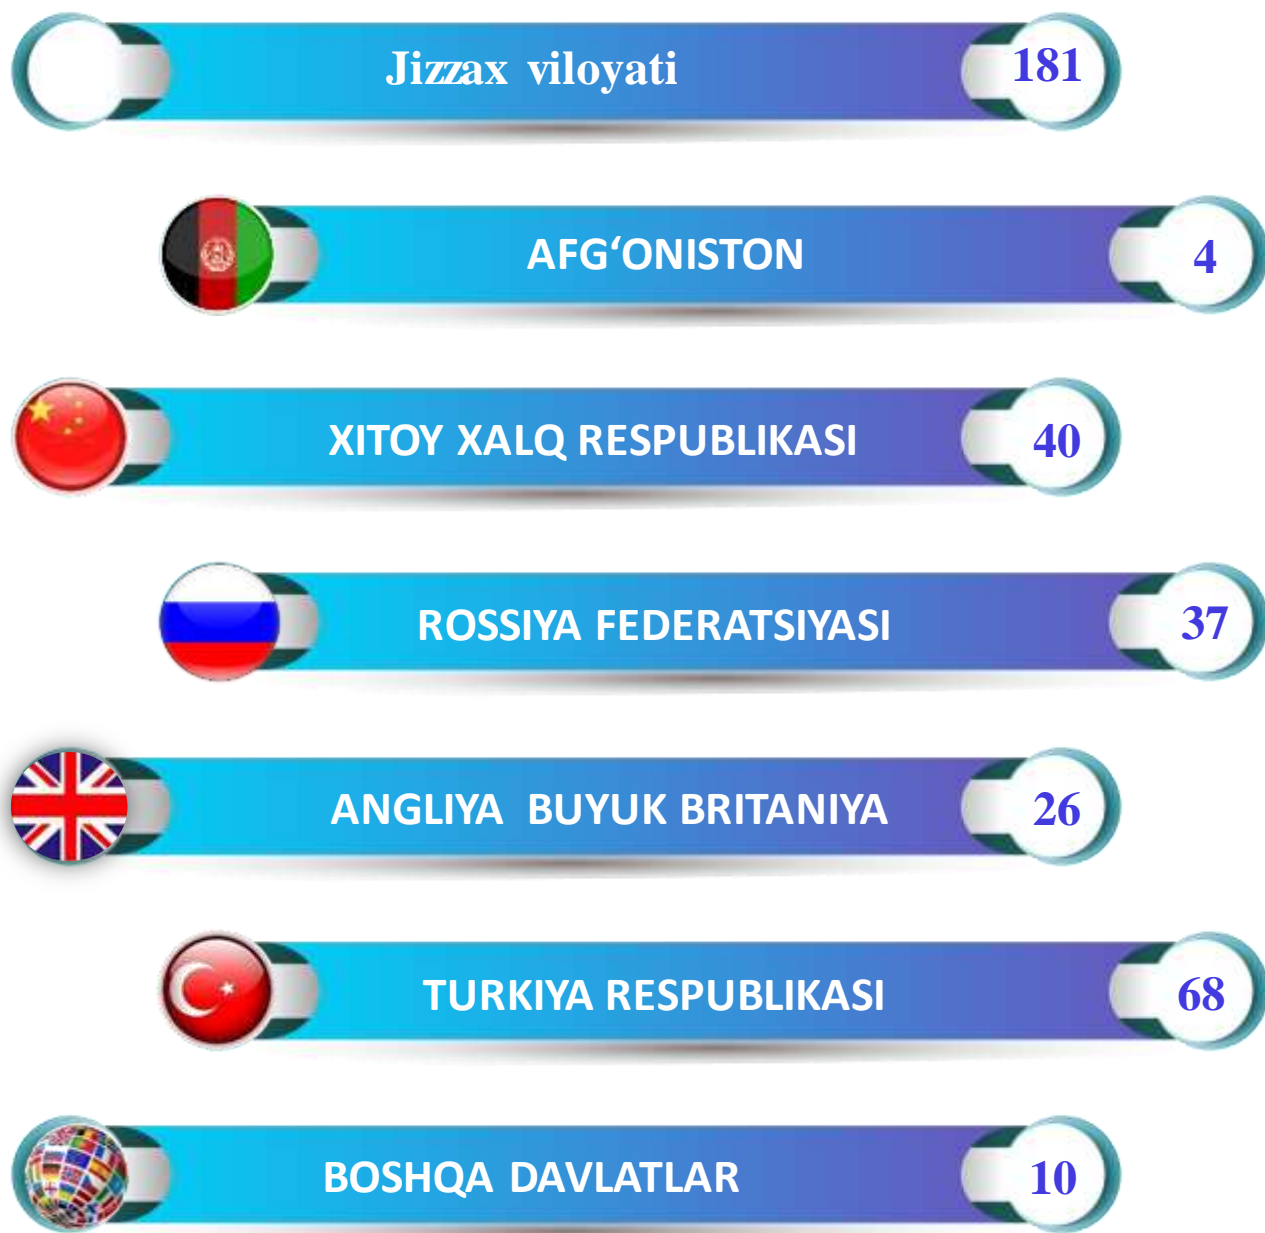 Jizzax viloyati 181
AFG‘ONISTON 4
XITOY XALQ RESPUBLIKASI 40
ROSSIYA FEDERATSIYASI 37
ANGLIYA BUYUK BRITANIYA 26
TURKIYA RESPUBLIKASI 68
BOSHQA DAVLATLAR 10